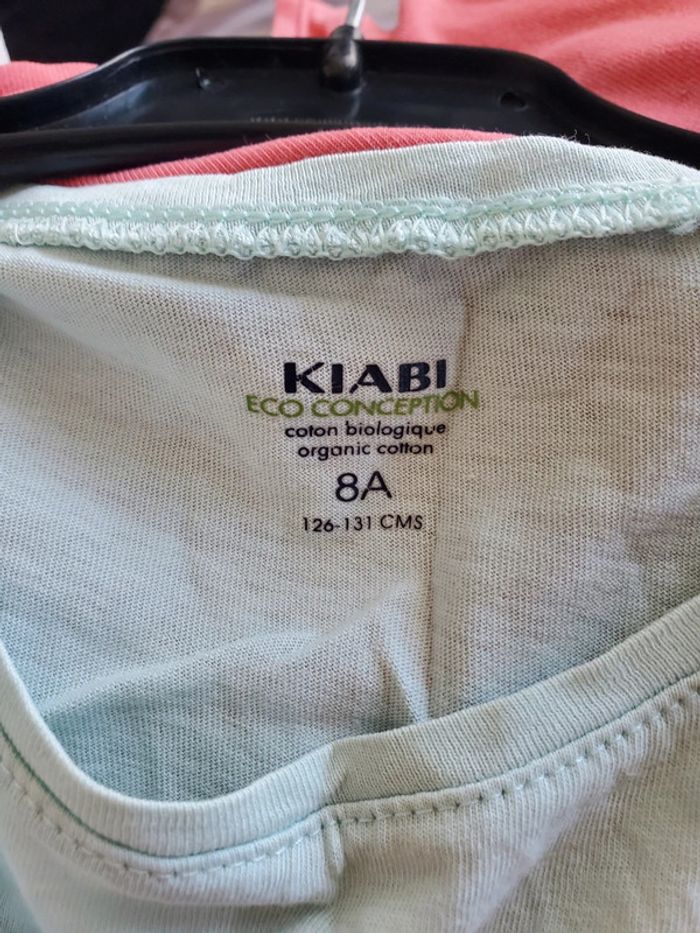 KIABI
ECO CONCEPTION
coton biologique
organic cotton
8A
126-131 CMS